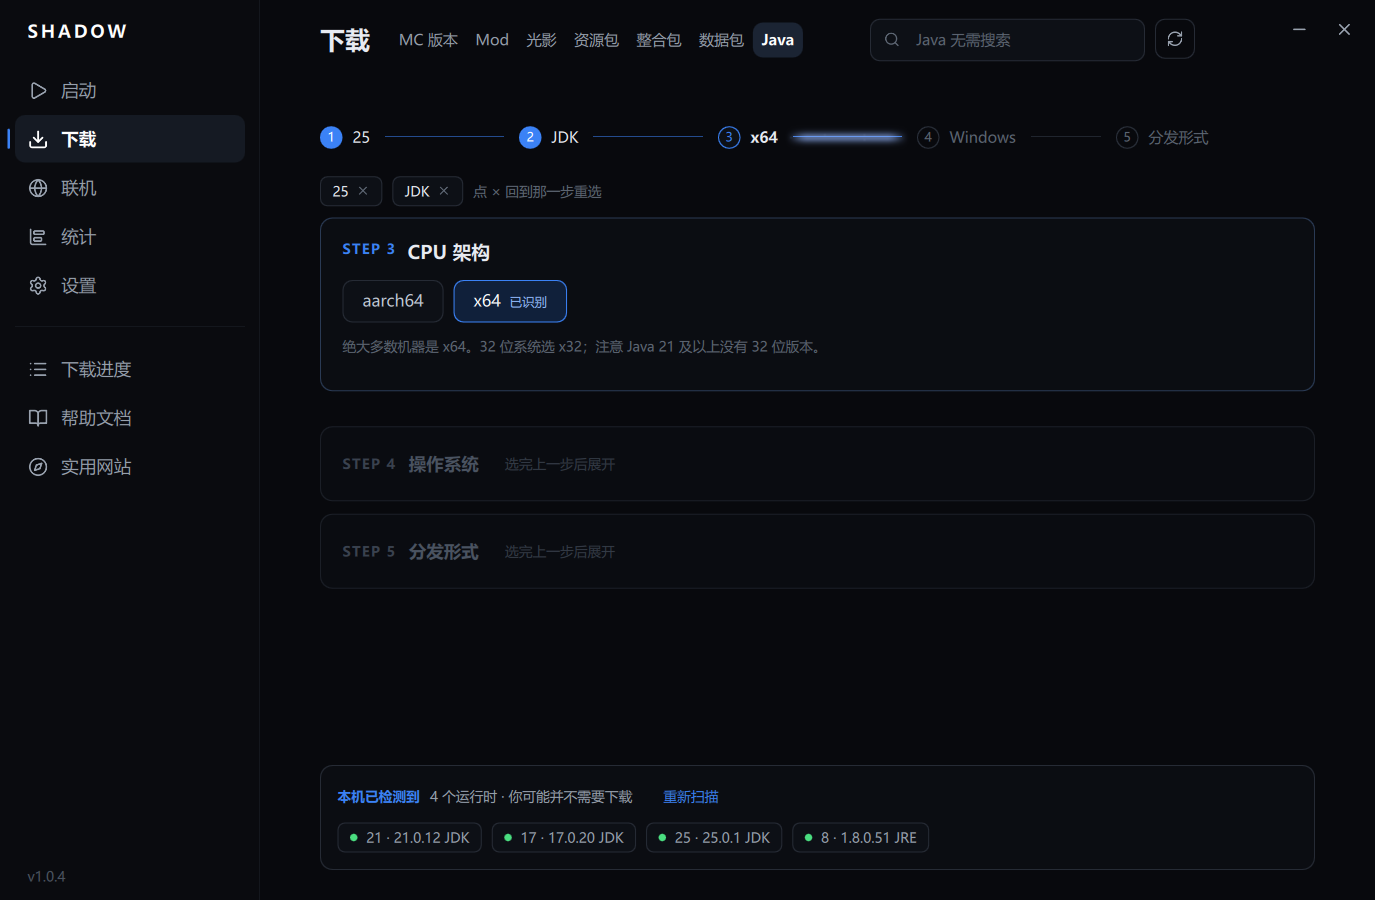 SHADOW
启动
下载
联机
统计
设置
下载进度
帮助文档
实用网站
v1.0.4
下载 MC 版本 Mod 光影 资源包 整合包 数据包 Java
Java 无需搜索
1 25 2 JDK 3 x64 4 Windows 5 分发形式
25 × JDK × 点 × 回到那一步重选
STEP 3 CPU 架构
aarch64 x64 已识别
绝大多数机器是 x64。32 位系统选 x32；注意 Java 21 及以上没有 32 位版本。
STEP 4 操作系统 选完上一步后展开
STEP 5 分发形式 选完上一步后展开
本机已检测到 4 个运行时 · 你可能并不需要下载 重新扫描
21 · 21.0.12 JDK 17 · 17.0.20 JDK 25 · 25.0.1 JDK 8 · 1.8.0.51 JRE